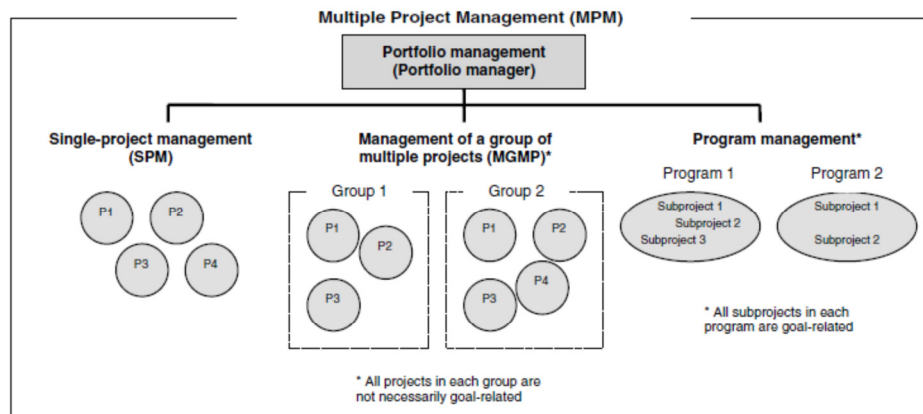 Multiple Project Management (MPM)
Portfolio management
(Portfolio manager)
Single-project management
(SPM)
P1
P2
P3
P4
Management of a group of
multiple projects (MGMP)*
Group 1
P1
P2
P3
Group 2
P1
P2
P3
P4
* All projects in each group are
not necessarily goal-related
Program management*
Program 1
Subproject 1
Subproject 2
Subproject 3
Program 2
Subproject 1
Subproject 2
* All subprojects in each
program are goal-related